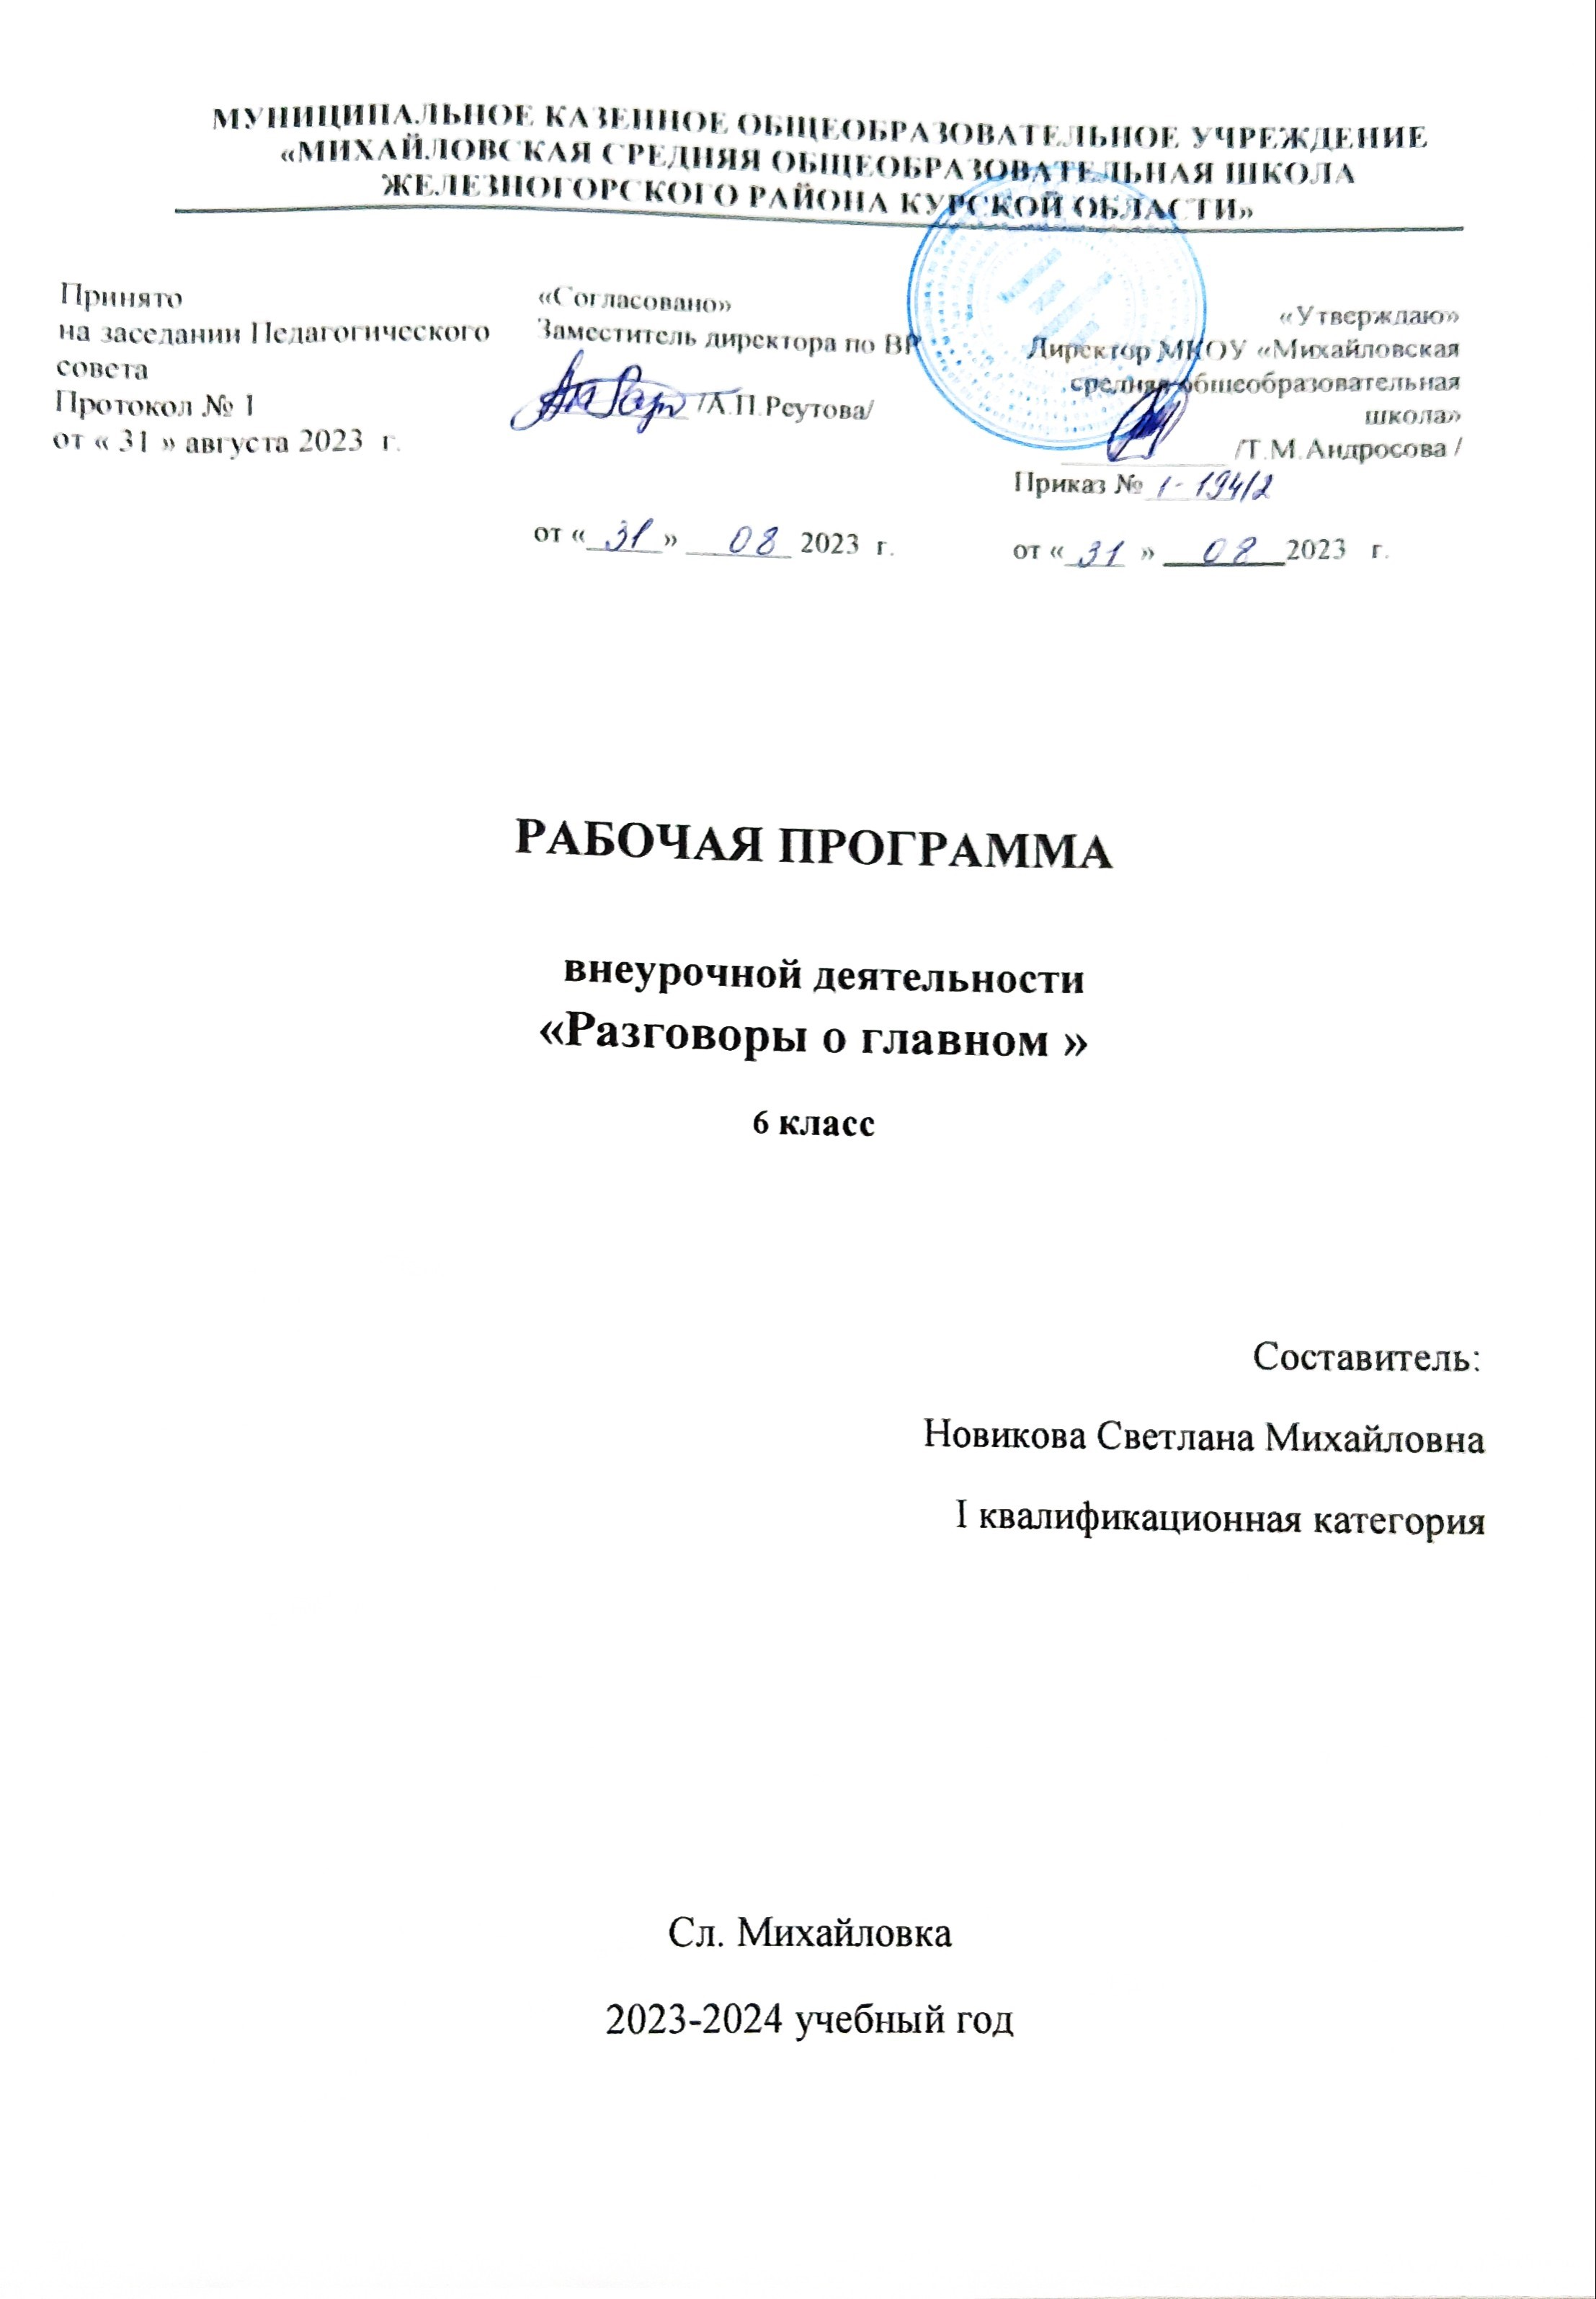 МУНИЦИПАЛЬНОЕ КАЗЕННОЕ ОБЩЕОБРАЗОВАТЕЛЬНОЕ УЧРЕЖДЕНИЕ
«МИХАЙЛОВСКАЯ СРЕДНЯЯ ОБЩЕОБРАЗОВАТЕЛЬНАЯ ШКОЛА
ЖЕЛЕЗНОГОРСКОГО РАЙОНА КУРСКОЙ ОБЛАСТИ»
Принято
на заседании Педагогического
совета
Протокол № 1
от « 31 » августа 2023 г.
«Согласовано»
Заместитель директора по ВР
/А.П.Реутова/
от « 31 » 08 2023 г.
«Утверждаю»
Директор МКОУ «Михайловская
средняя общеобразовательная
школа»
/Т.М.Андросова /
Приказ № 1-194/2
от « 31 » 08 2023 г.
РАБОЧАЯ ПРОГРАММА
внеурочной деятельности
«Разговоры о главном »
6 класс
Составитель:
Новикова Светлана Михайловна
I квалификационная категория
Сл. Михайловка
2023-2024 учебный год